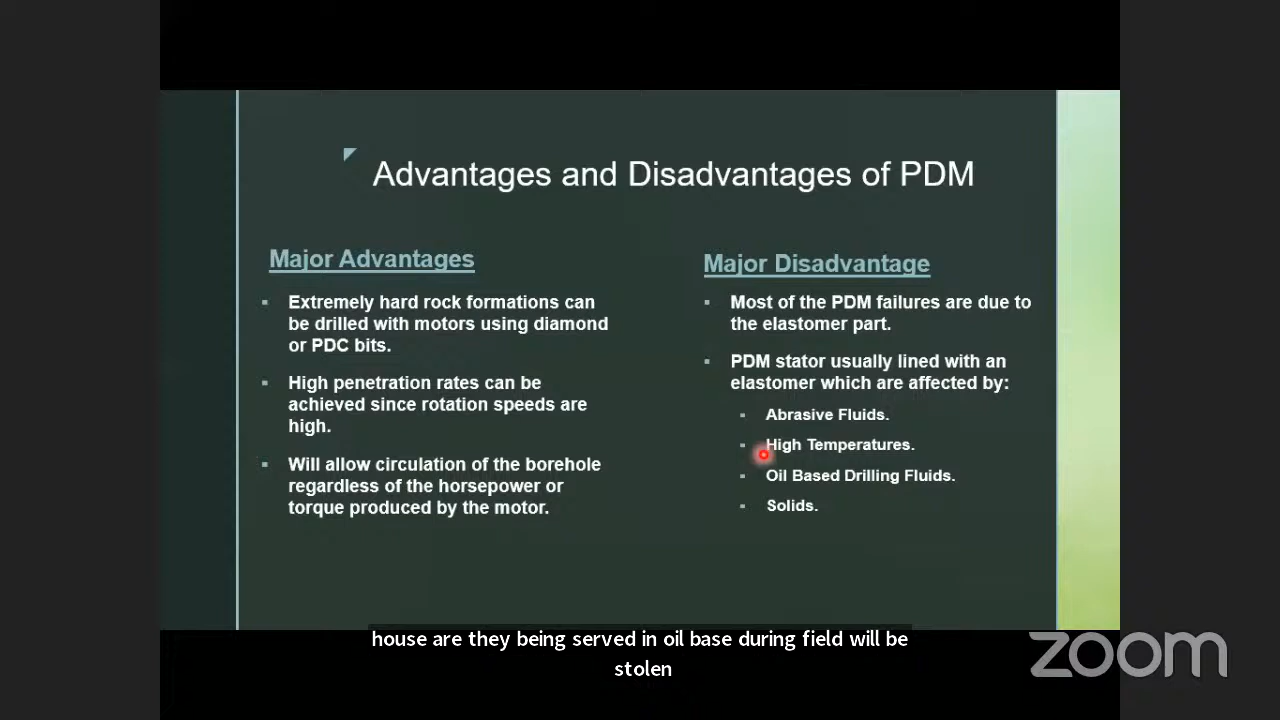 Advantages and Disadvantages of PDM
Major Advantages
Extremely hard rock formations can
be drilled with motors using diamond
or PDC bits.
High penetration rates can be
achieved since rotation speeds are
high.
Will allow circulation of the borehole
regardless of the horsepower or
torque produced by the motor.
Major Disadvantage
Most of the PDM failures are due to
the elastomer part.
PDM stator usually lined with an
elastomer which are affected by:
Abrasive Fluids.
High Temperatures.
Oil Based Drilling Fluids.
Solids.
house are they being served in oil base during field will be
stolen
zoom